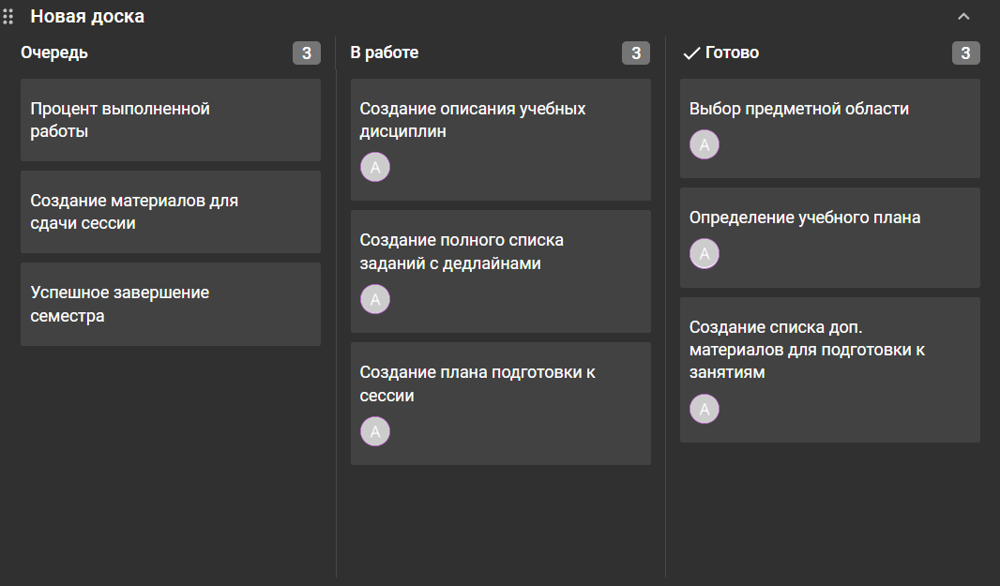 Новая доска
Очередь 3
Процент выполненной
работы
Создание материалов для
сдачи сессии
Успешное завершение
семестра
В работе 3
Создание описания учебных
дисциплин
А
Создание полного списка
заданий с дедлайнами
А
Создание плана подготовки к
сессии
А
Готово 3
Выбор предметной области
А
Определение учебного плана
А
Создание списка доп.
материалов для подготовки к
занятиям
А